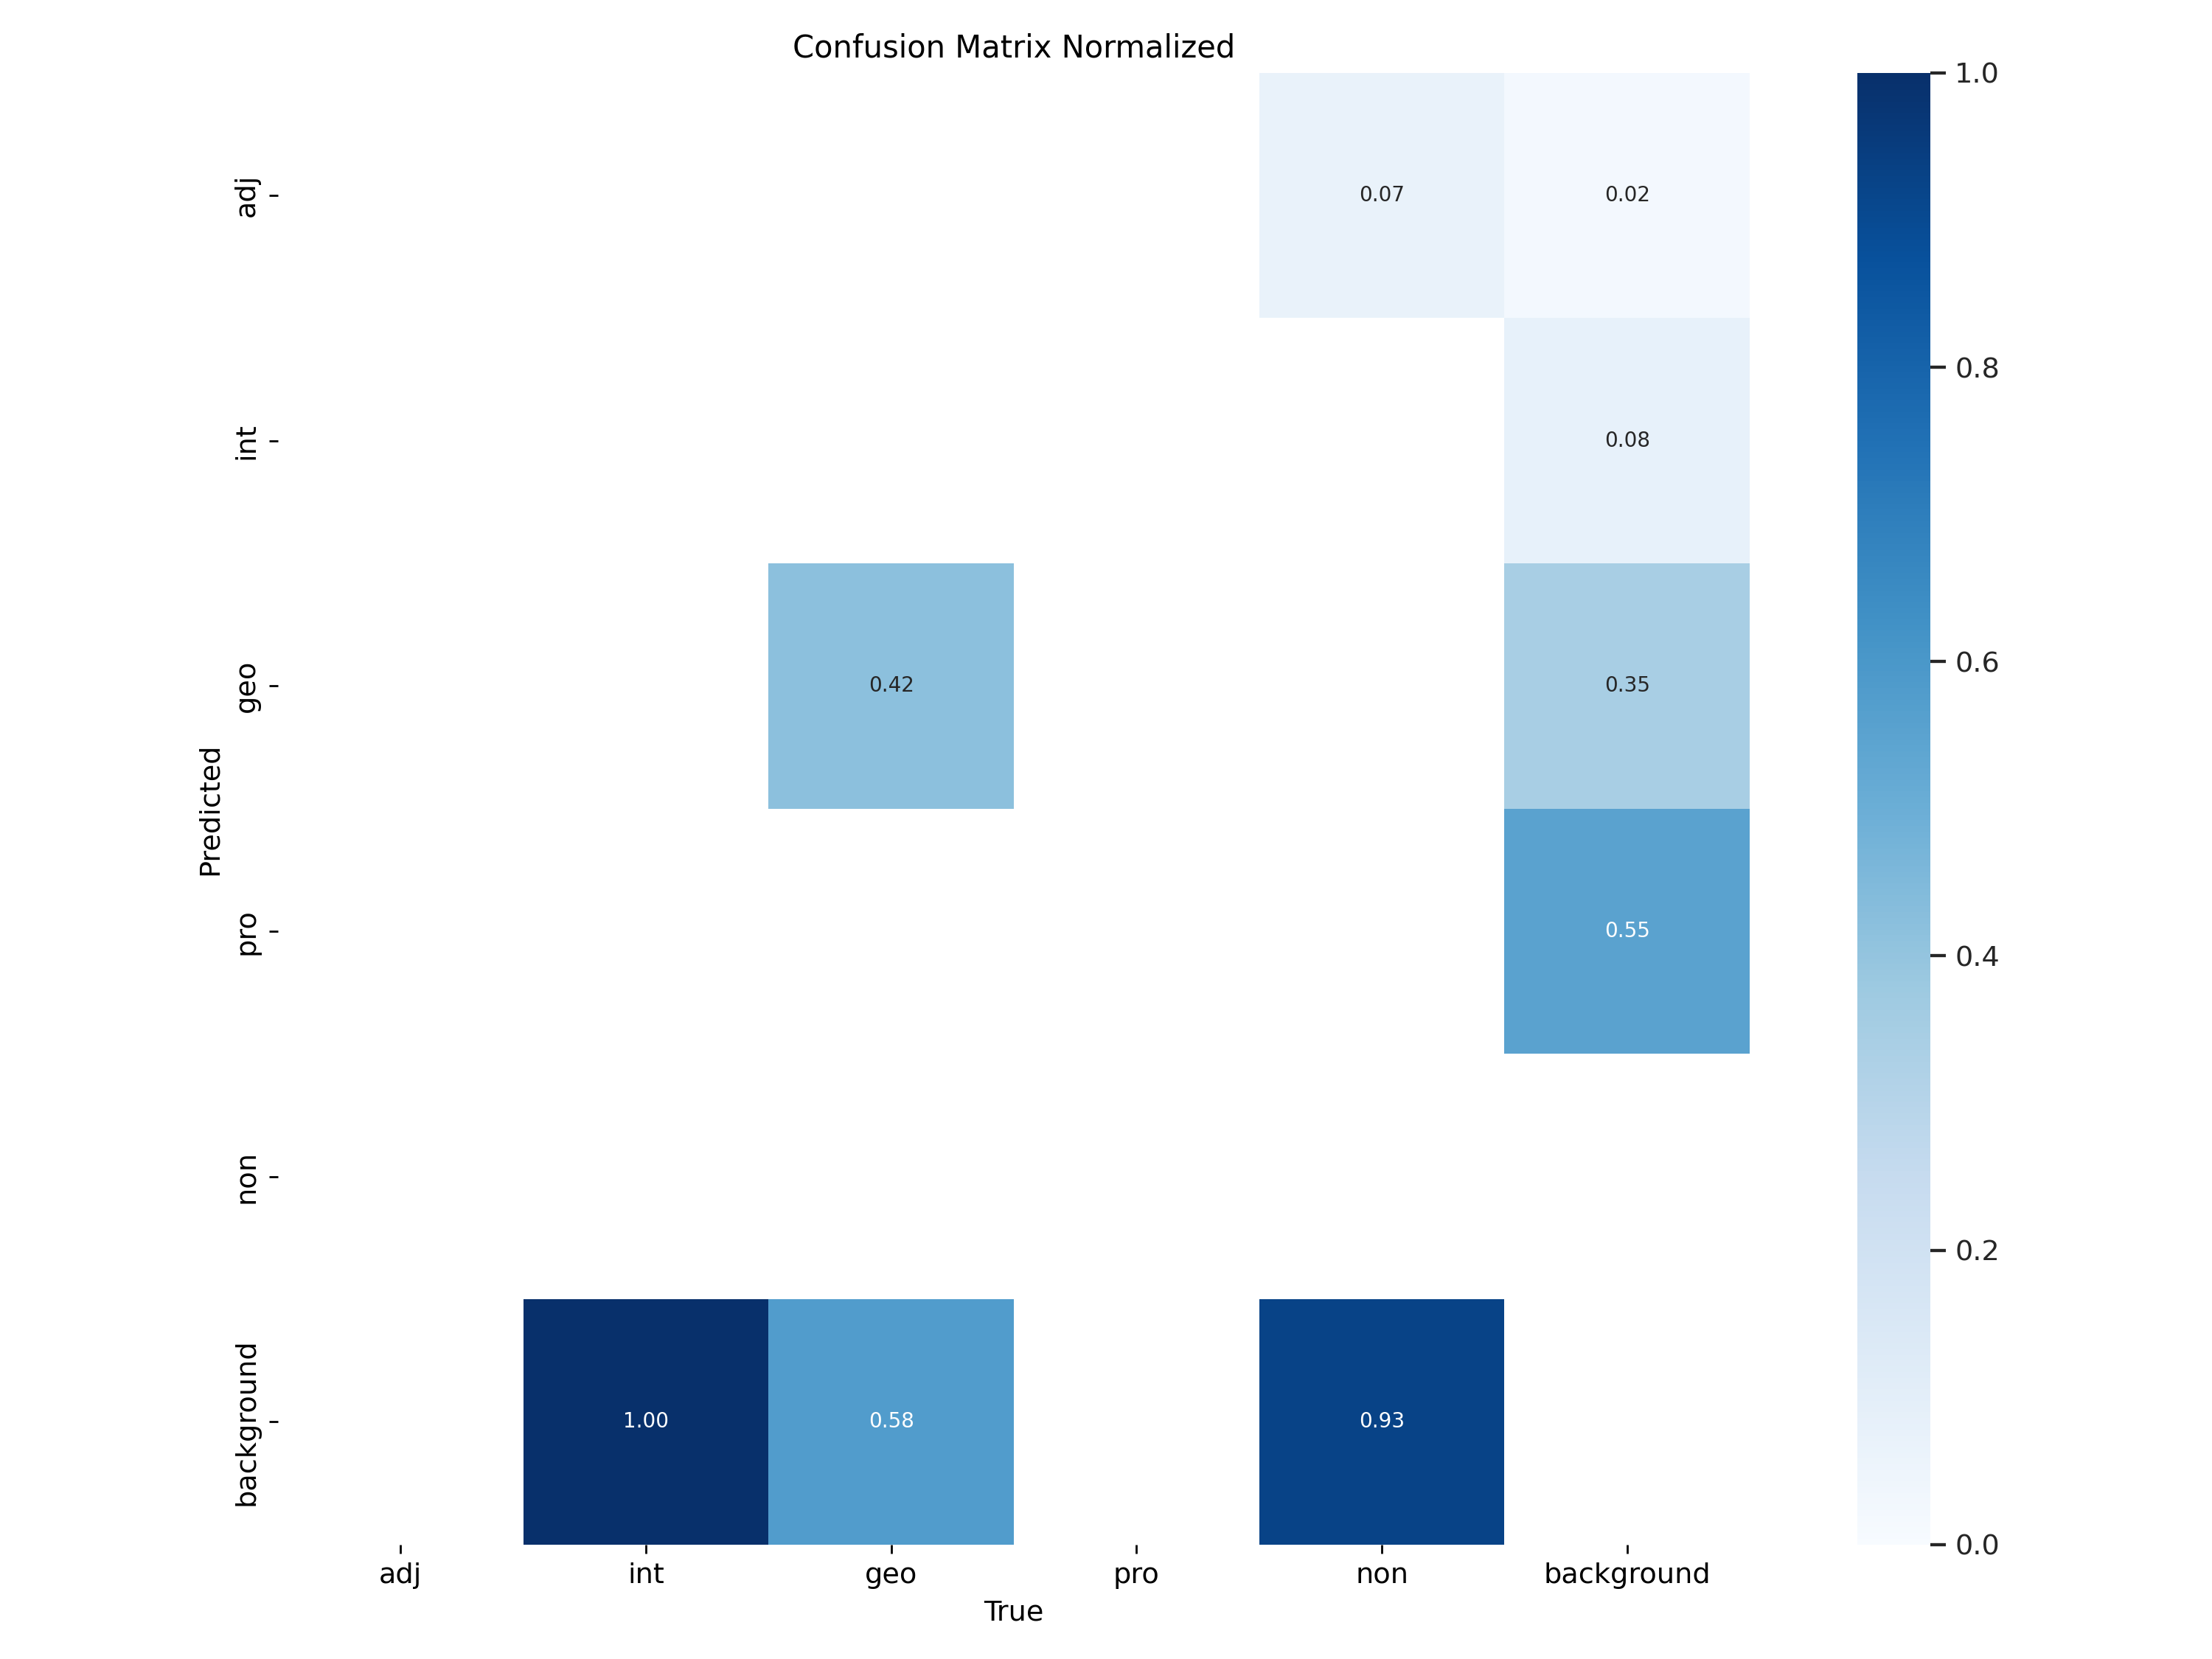 Confusion Matrix Normalized
adj
0.07
0.02
int
0.08
geo
0.42
0.35
pro
0.55
non
background
1.00
0.58
0.93
Predicted
adj
int
geo
pro
non
background
True
1.0
0.8
0.6
0.4
0.2
0.0